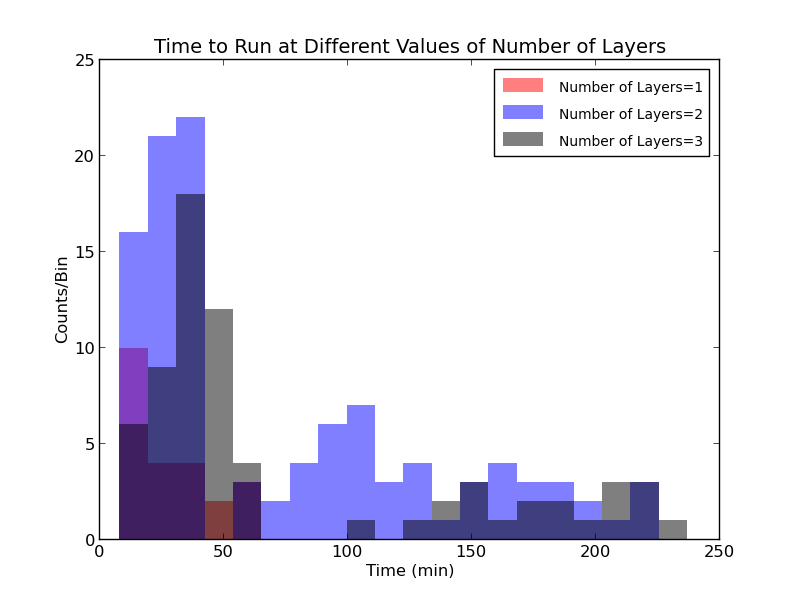 Time to Run at Different Values of Number of Layers
25
20
15
10
5
0
Counts/Bin
Number of Layers=1
Number of Layers=2
Number of Layers=3
0 50 100 150 200 250
Time (min)